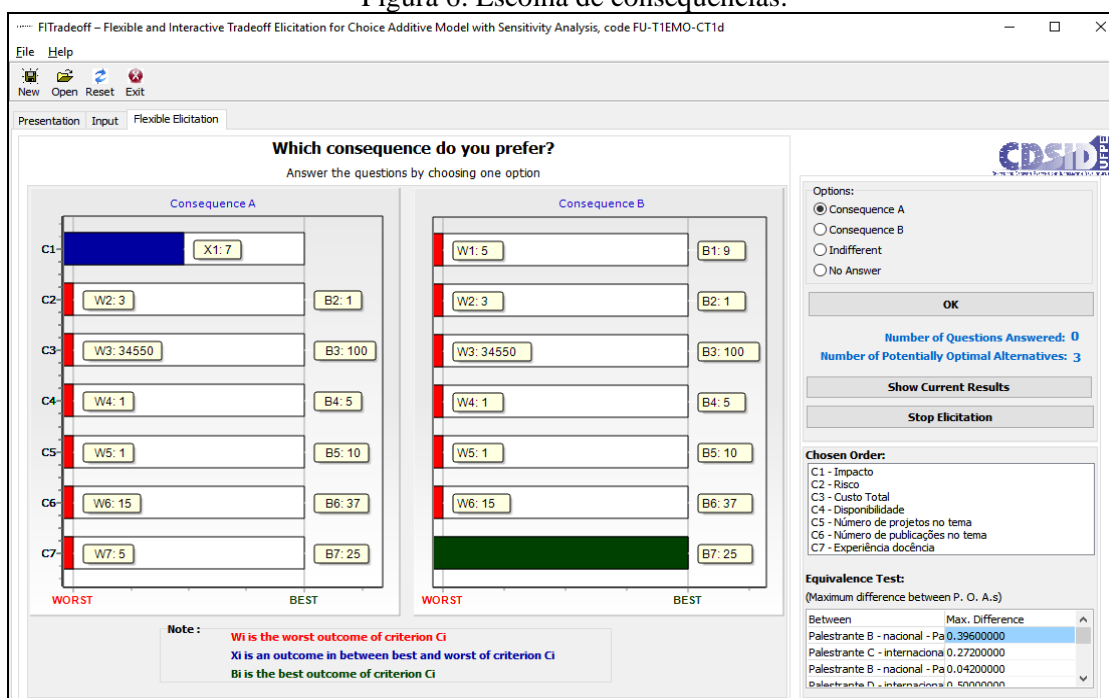 Figura 6: Escolha de consequências.
FITradeoff – Flexible and Interactive Tradeoff Elicitation for Choice Additive Model with Sensitivity Analysis, code FU-T1EMO-CT1d
File Help
New Open Reset Exit
Presentation Input Flexible Elicitation
Which consequence do you prefer?
Answer the questions by choosing one option
Consequence A
C1 X1: 7
C2 W2: 3 B2: 1
C3 W3: 34550 B3: 100
C4 W4: 1 B4: 5
C5 W5: 1 B5: 10
C6 W6: 15 B6: 37
C7 W7: 5 B7: 25
WORST BEST
Consequence B
W1: 5 B1: 9
W2: 3 B2: 1
W3: 34550 B3: 100
W4: 1 B4: 5
W5: 1 B5: 10
W6: 15 B6: 37
B7: 25
WORST BEST
Note :
Wi is the worst outcome of criterion Ci
Xi is an outcome in between best and worst of criterion Ci
Bi is the best outcome of criterion Ci
CDSID UFPE
Options:
Consequence A
Consequence B
Indifferent
No Answer
OK
Number of Questions Answered: 0
Number of Potentially Optimal Alternatives: 3
Show Current Results
Stop Elicitation
Chosen Order:
C1 - Impacto
C2 - Risco
C3 - Custo Total
C4 - Disponibilidade
C5 - Número de projetos no tema
C6 - Número de publicações no tema
C7 - Experiência docência
Equivalence Test:
(Maximum difference between P. O. A.s)
Between Max. Difference
Palestrante B - nacional - Pa 0.39600000
Palestrante C - internaciona 0.27200000
Palestrante B - nacional - Pa 0.04200000
Palestrante D - internaciona 0.50000000